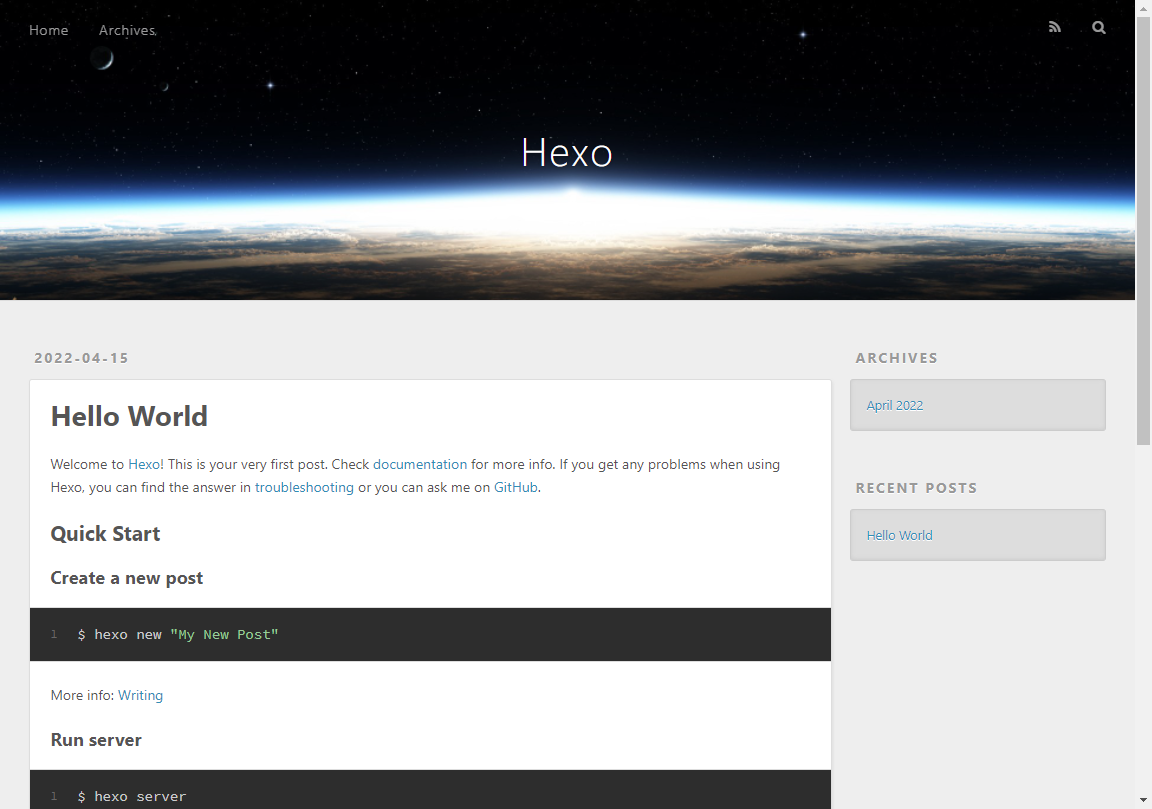 Home Archives
Hexo
2022-04-15
Hello World
Welcome to Hexo! This is your very first post. Check documentation for more info. If you get any problems when using
Hexo, you can find the answer in troubleshooting or you can ask me on GitHub.
Quick Start
Create a new post
1 $ hexo new "My New Post"
More info: Writing
Run server
1 $ hexo server
ARCHIVES
April 2022
RECENT POSTS
Hello World